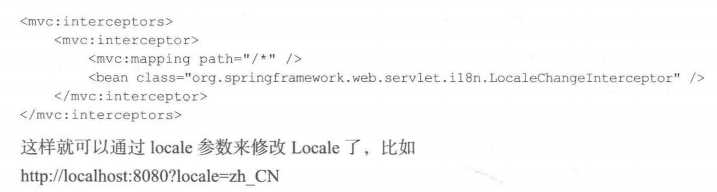 <mvc:interceptors>
    <mvc:interceptor>
        <mvc:mapping path="/*" />
        <bean class="org.springframework.web.servlet.i18n.LocaleChangeInterceptor" />
    </mvc:interceptor>
</mvc:interceptors>
这样就可以通过 locale 参数来修改 Locale 了，比如
http://localhost:8080?locale=zh_CN